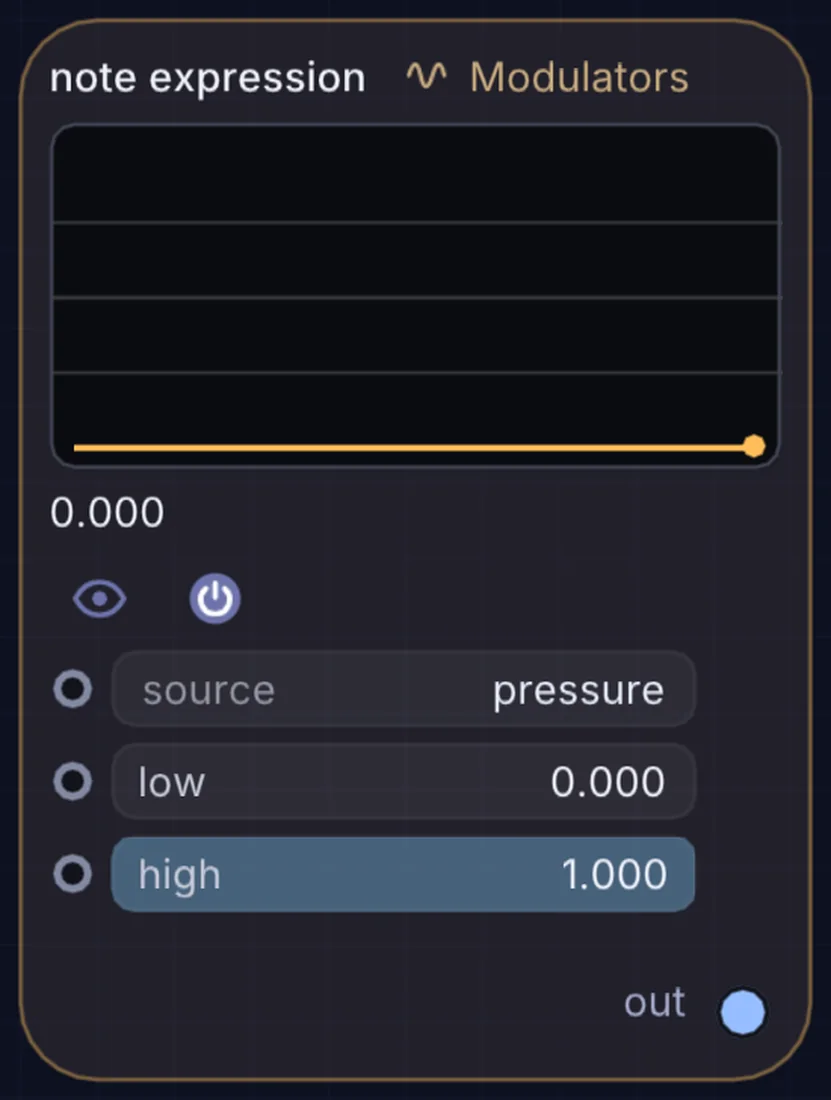 note expression Modulators
0.000
source pressure
low 0.000
high 1.000
out